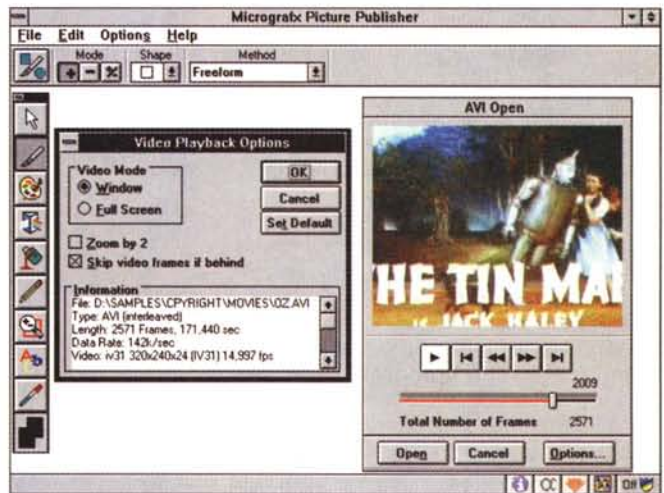 Micrografx Picture Publisher
File Edit Options Help
Mode Shape Method
Freeform
AVI Open
Video Playback Options
Video Mode
Window
Full Screen
OK
Cancel
Set Default
Zoom by 2
Skip video frames if behind
Information
File: D:\SAMPLES\CPYRIGHT\MOVIES\OZ.AVI
Type: AVI (interleaved)
Length: 2571 Frames, 171.440 sec
Data Rate: 142k/sec
Video: iv31 320x240x24 (IV31) 14.997 fps
HE TIN MA
JACK HALEY
2009
Total Number of Frames 2571
Open Cancel Options...
Off